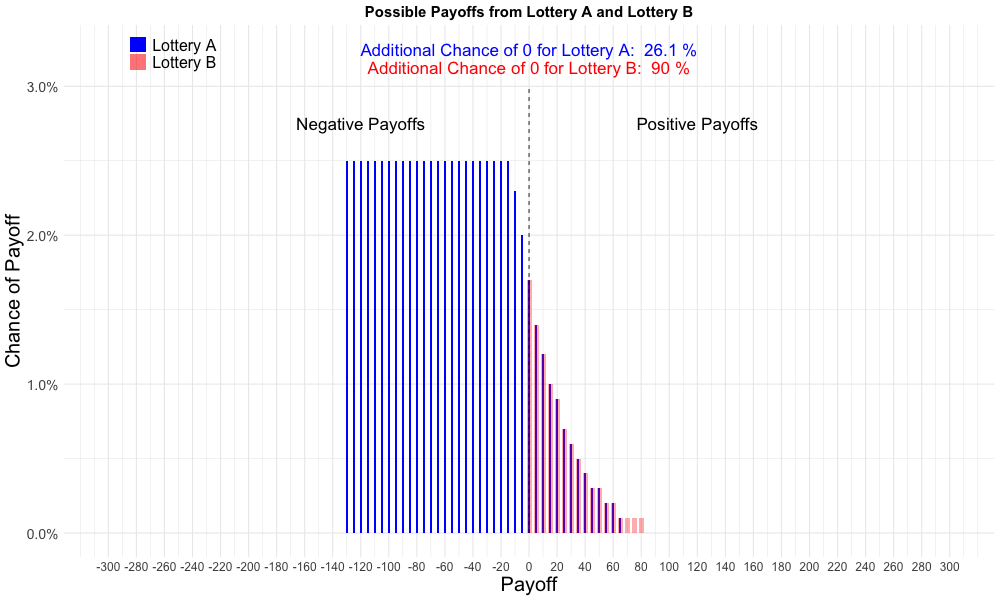 Possible Payoffs from Lottery A and Lottery B
Lottery A
Lottery B
Additional Chance of 0 for Lottery A:  26.1 %
Additional Chance of 0 for Lottery B:  90 %
Negative Payoffs
Positive Payoffs
Chance of Payoff
3.0%
2.0%
1.0%
0.0%
-300 -280 -260 -240 -220 -200 -180 -160 -140 -120 -100 -80 -60 -40 -20 0 20 40 60 80 100 120 140 160 180 200 220 240 260 280 300
Payoff